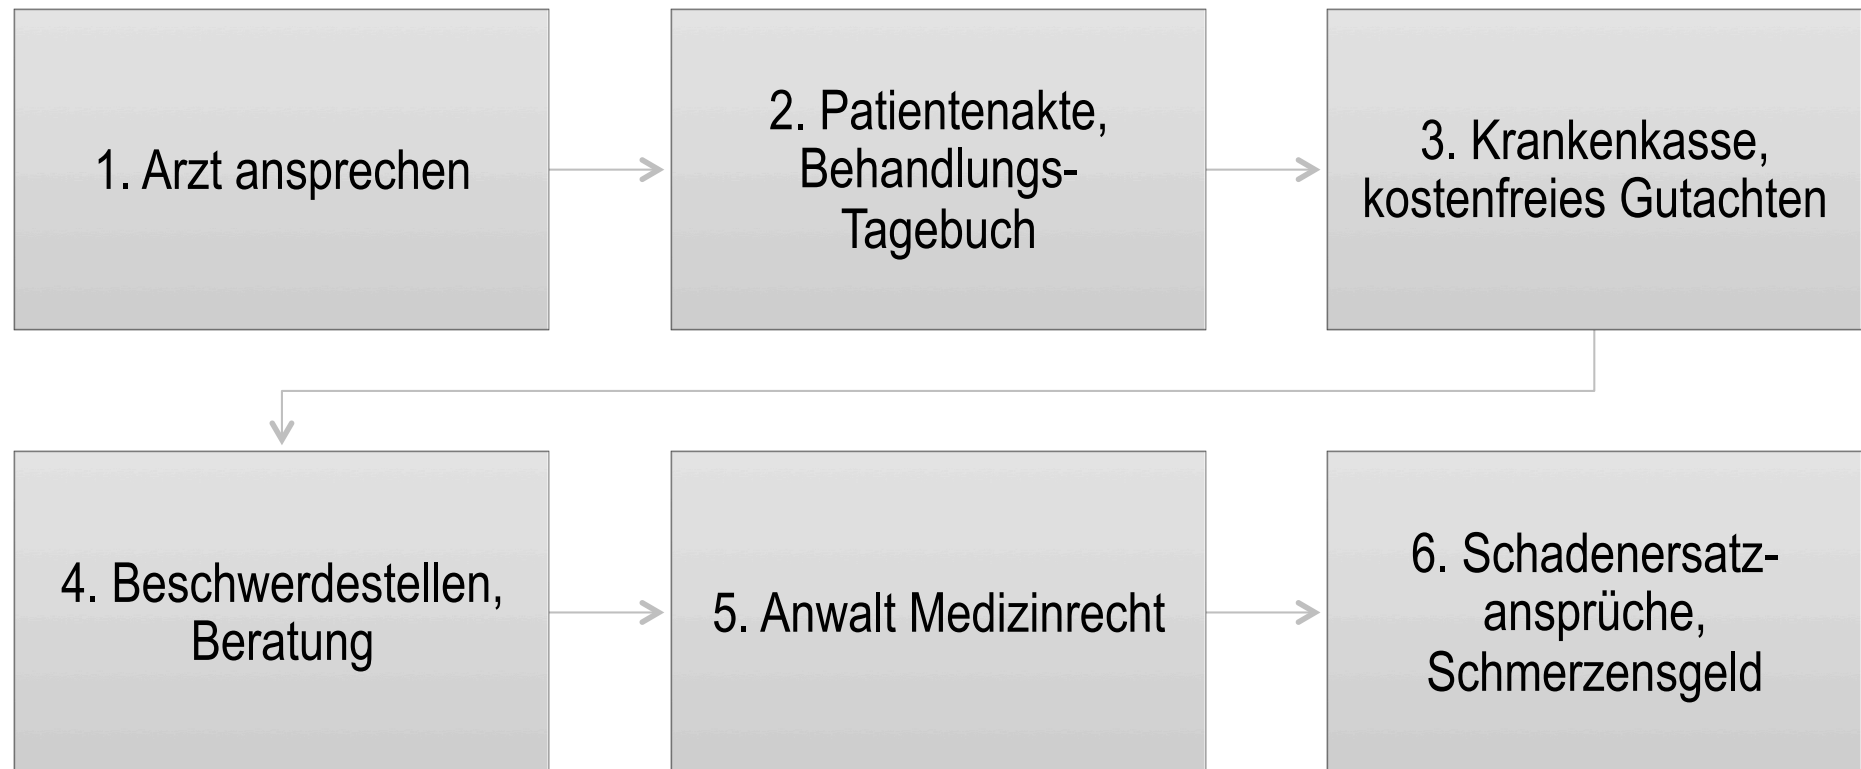 1. Arzt ansprechen
2. Patientenakte,
Behandlungs-
Tagebuch
3. Krankenkasse,
kostenfreies Gutachten
4. Beschwerdestellen,
Beratung
5. Anwalt Medizinrecht
6. Schadenersatz-
ansprüche,
Schmerzensgeld